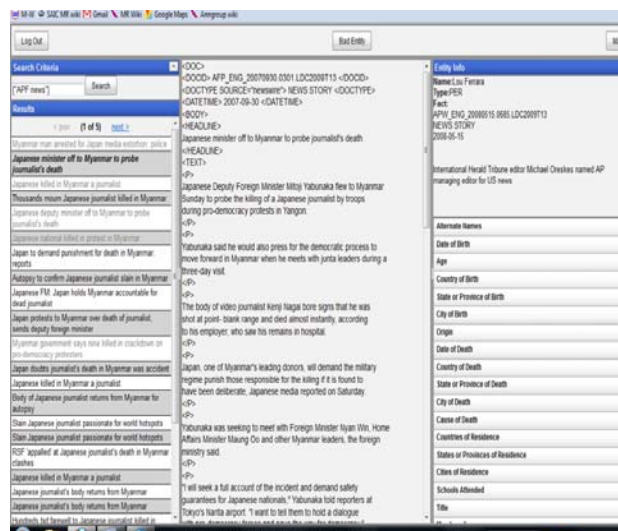 M-W SAIC MR wiki Gmail MR Wiki Google Maps Anngroup wiki
Log Out
Bad Entity
Search Criteria
["APF news"]
Search
Results
< prev (1 of 5) next >
Myanmar man arrested for Japan media extortion: police
Japanese minister off to Myanmar to probe
journalist's death
Japanese killed in Myanmar a journalist
Thousands mourn Japanese journalist killed in Myanmar
Japanese deputy minister off to Myanmar to probe
journalist's death
Japanese national killed in protest in Myanmar
Japan to demand punishment for death in Myanmar:
reports
Autopsy to confirm Japanese journalist slain in Myanmar
Japanese FM: Japan holds Myanmar accountable for
dead journalist
Japan protests to Myanmar over death of journalist,
sends deputy foreign minister
Myanmar government says nine killed in crackdown on
pro-democracy protesters
Japan doubts journalist's death in Myanmar was accident
Japanese killed in Myanmar a journalist
Body of Japanese journalist returns from Myanmar for
autopsy
Slain Japanese journalist passionate for world hotspots
Slain Japanese journalist passionate for world hotspots
RSF 'appalled' at Japanese journalist's death in Myanmar
clashes
Japanese killed in Myanmar a journalist
Japanese journalist's body returns from Myanmar
Japanese journalist's body returns from Myanmar
Hundreds bid farewell to Japanese journalist killed in
<DOC>
<DOCID> AFP_ENG_20070930.0301.LDC2009T13 </DOCID>
<DOCTYPE SOURCE="newswire"> NEWS STORY </DOCTYPE>
<DATETIME> 2007-09-30 </DATETIME>
<BODY>
<HEADLINE>
Japanese minister off to Myanmar to probe journalist's death
</HEADLINE>
<TEXT>
<P>
Japanese Deputy Foreign Minister Mitoji Yabunaka flew to Myanmar
Sunday to probe the killing of a Japanese journalist by troops
during pro-democracy protests in Yangon.
</P>
<P>
Yabunaka said he would also press for the democratic process to
move forward in Myanmar when he meets with junta leaders during a
three-day visit.
</P>
<P>
The body of video journalist Kenji Nagai bore signs that he was
shot at point- blank range and died almost instantly, according
to his employer, who saw his remains in hospital.
</P>
<P>
Japan, one of Myanmar's leading donors, will demand the military
regime punish those responsible for the killing if it is found to
have been deliberate, Japanese media reported on Saturday.
</P>
<P>
Yabunaka was seeking to meet with Foreign Minister Nyan Win, Home
Affairs Minister Maung Oo and other Myanmar leaders, the foreign
ministry said.
</P>
<P>
"I will seek a full account of the incident and demand safety
guarantees for Japanese nationals," Yabunaka told reporters at
Tokyo's Narita airport. "I want to tell them to hold a dialogue
Entity Info
Name:Lou Ferrara
Type:PER
Fact:
APW_ENG_20080515.0685.LDC2009T13
NEWS STORY
2008-05-15
International Herald Tribune editor Michael Oreskes named AP
managing editor for US news
Alternate Names
Date of Birth
Age
Country of Birth
State or Province of Birth
City of Birth
Origin
Date of Death
Country of Death
State or Province of Death
City of Death
Cause of Death
Countries of Residence
States or Provinces of Residence
Cities of Residence
Schools Attended
Title